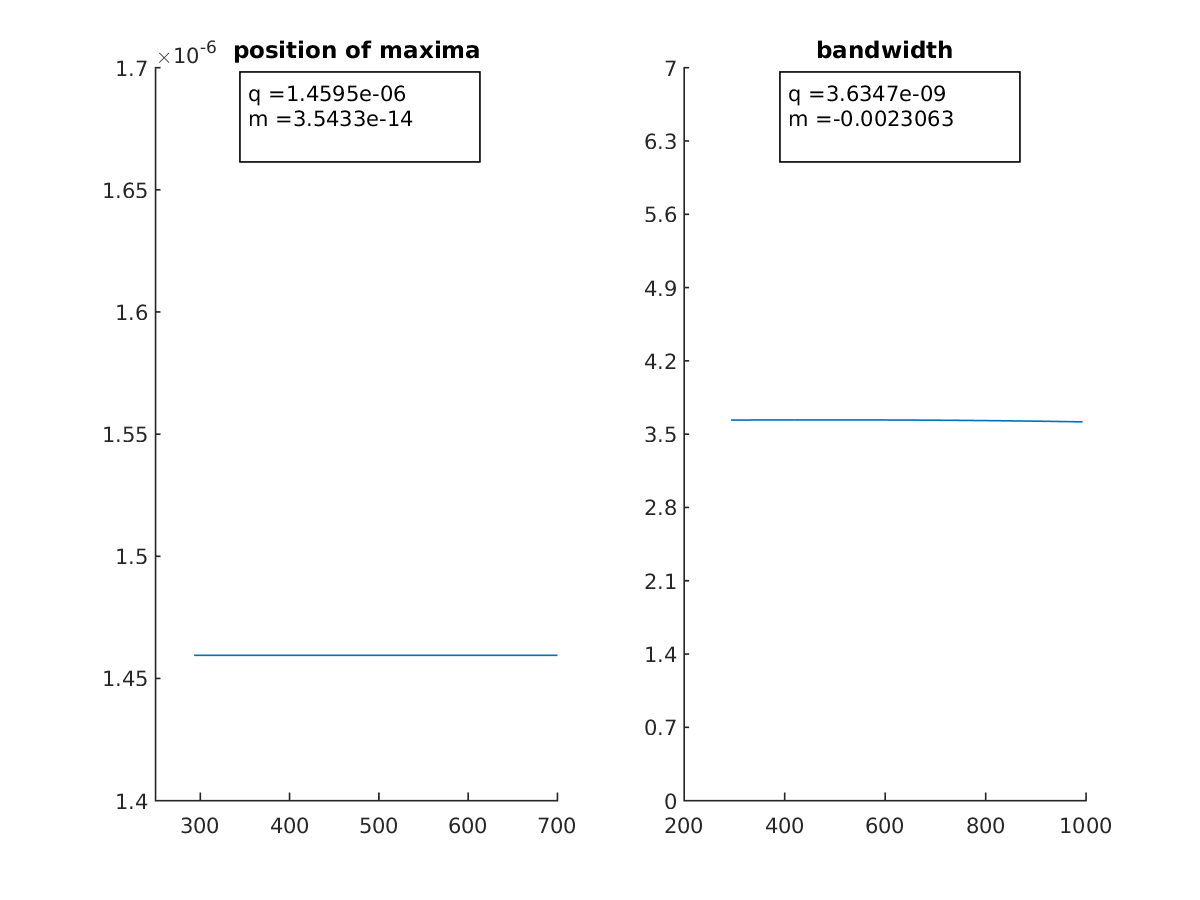 ×10-6
position of maxima
q =1.4595e-06
m =3.5433e-14
1.7
1.65
1.6
1.55
1.5
1.45
1.4
300 400 500 600 700
bandwidth
q =3.6347e-09
m =-0.0023063
7
6.3
5.6
4.9
4.2
3.5
2.8
2.1
1.4
0.7
0
200 400 600 800 1000